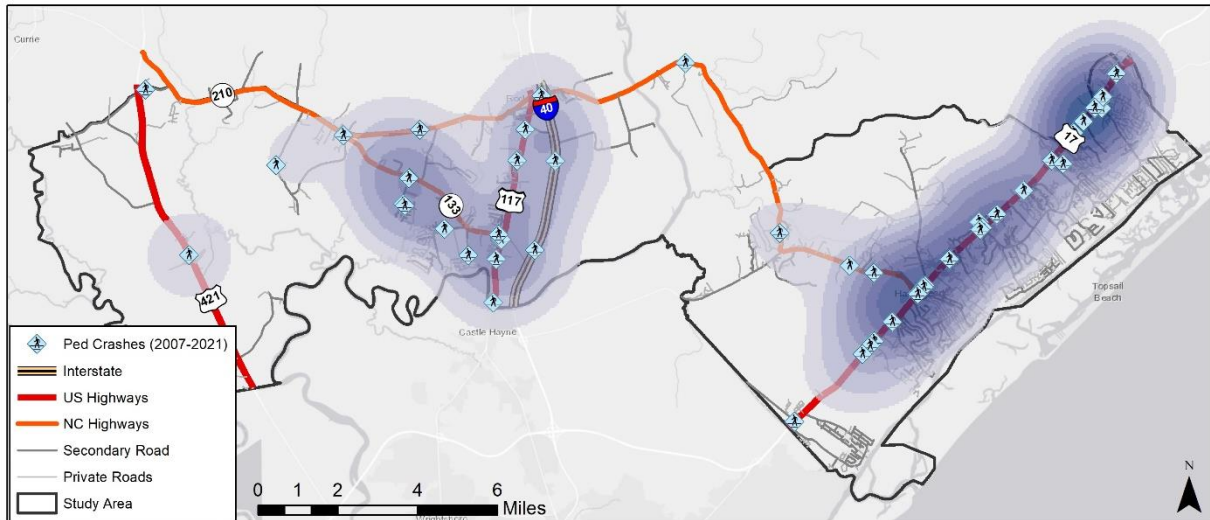 Currie
210
40
17
133
117
421
Topsail
Beach
Castle Hayne
Ped Crashes (2007-2021)
Interstate
US Highways
NC Highways
Secondary Road
Private Roads
Study Area
0 1 2 4 6
Miles
N